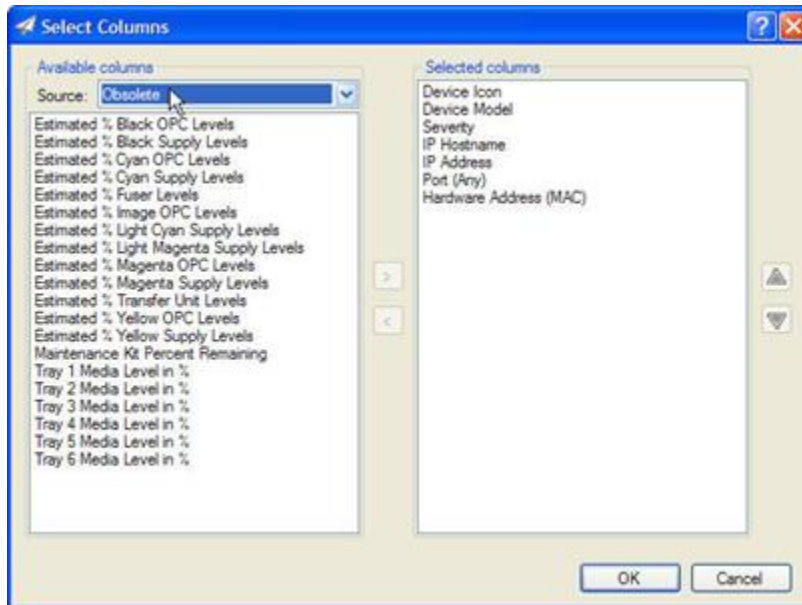 Select Columns
Available columns
Source: Obsolete
Estimated % Black OPC Levels
Estimated % Black Supply Levels
Estimated % Cyan OPC Levels
Estimated % Cyan Supply Levels
Estimated % Fuser Levels
Estimated % Image OPC Levels
Estimated % Light Cyan Supply Levels
Estimated % Light Magenta Supply Levels
Estimated % Magenta OPC Levels
Estimated % Magenta Supply Levels
Estimated % Transfer Unit Levels
Estimated % Yellow OPC Levels
Estimated % Yellow Supply Levels
Maintenance Kit Percent Remaining
Tray 1 Media Level in %
Tray 2 Media Level in %
Tray 3 Media Level in %
Tray 4 Media Level in %
Tray 5 Media Level in %
Tray 6 Media Level in %
>
<
Selected columns
Device Icon
Device Model
Severity
IP Hostname
IP Address
Port (Any)
Hardware Address (MAC)
OK
Cancel